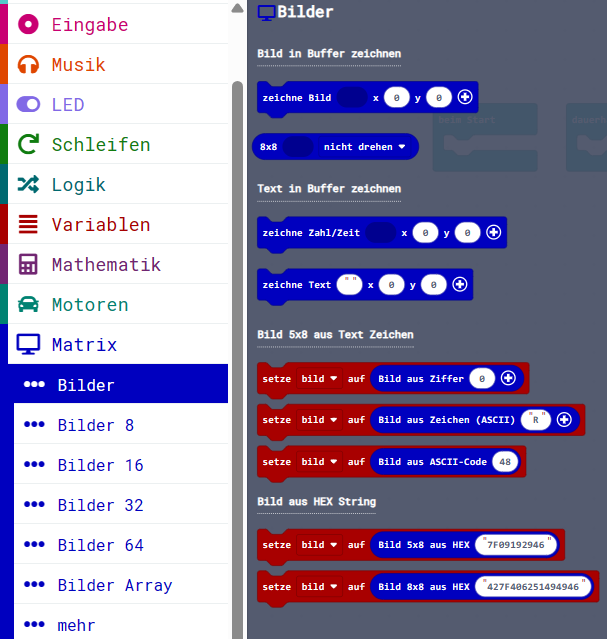 Eingabe
Musik
LED
Schleifen
Logik
Variablen
Mathematik
Motoren
Matrix
Bilder
Bilder 8
Bilder 16
Bilder 32
Bilder 64
Bilder Array
mehr
Bilder
Bild in Buffer zeichnen
zeichne Bild x 0 y 0
8x8 nicht drehen
beim Start
Text in Buffer zeichnen
zeichne Zahl/Zeit x 0 y 0
zeichne Text " " x 0 y 0
Bild 5x8 aus Text Zeichen
setze bild auf Bild aus Ziffer 0
setze bild auf Bild aus Zeichen (ASCII) "R"
setze bild auf Bild aus ASCII-Code 48
Bild aus HEX String
setze bild auf Bild 5x8 aus HEX "7F09192946"
setze bild auf Bild 8x8 aus HEX "427F406251494946"